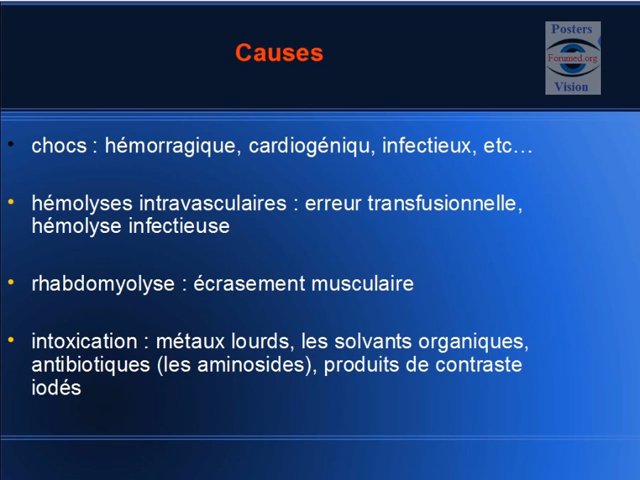 Causes
Posters
Forumed.org
Vision
• chocs : hémorragique, cardiogéniqu, infectieux, etc…
• hémolyses intravasculaires : erreur transfusionnelle,
hémolyse infectieuse
• rhabdomyolyse : écrasement musculaire
• intoxication : métaux lourds, les solvants organiques,
antibiotiques (les aminosides), produits de contraste
iodés